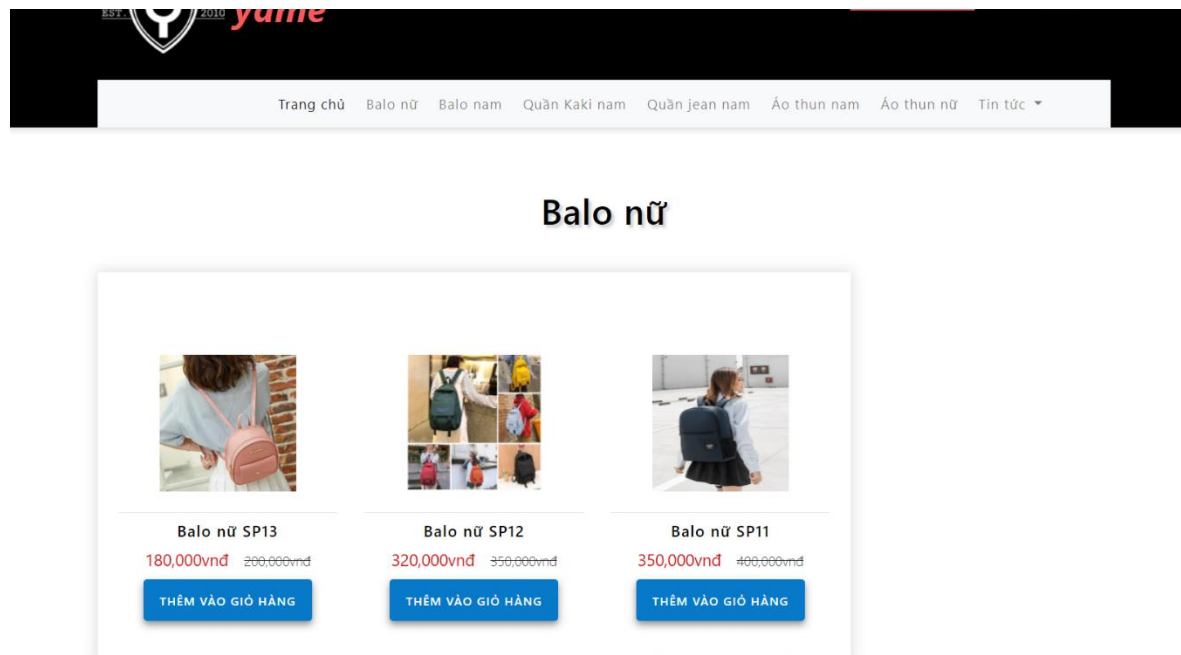 EST. 2010 yame
Trang chủ Balo nữ Balo nam Quần Kaki nam Quần jean nam Áo thun nam Áo thun nữ Tin tức
Balo nữ
Balo nữ SP13 Balo nữ SP12 Balo nữ SP11
180,000vnđ 200,000vnđ 320,000vnđ 350,000vnđ 350,000vnđ 400,000vnđ
THÊM VÀO GIỎ HÀNG THÊM VÀO GIỎ HÀNG THÊM VÀO GIỎ HÀNG